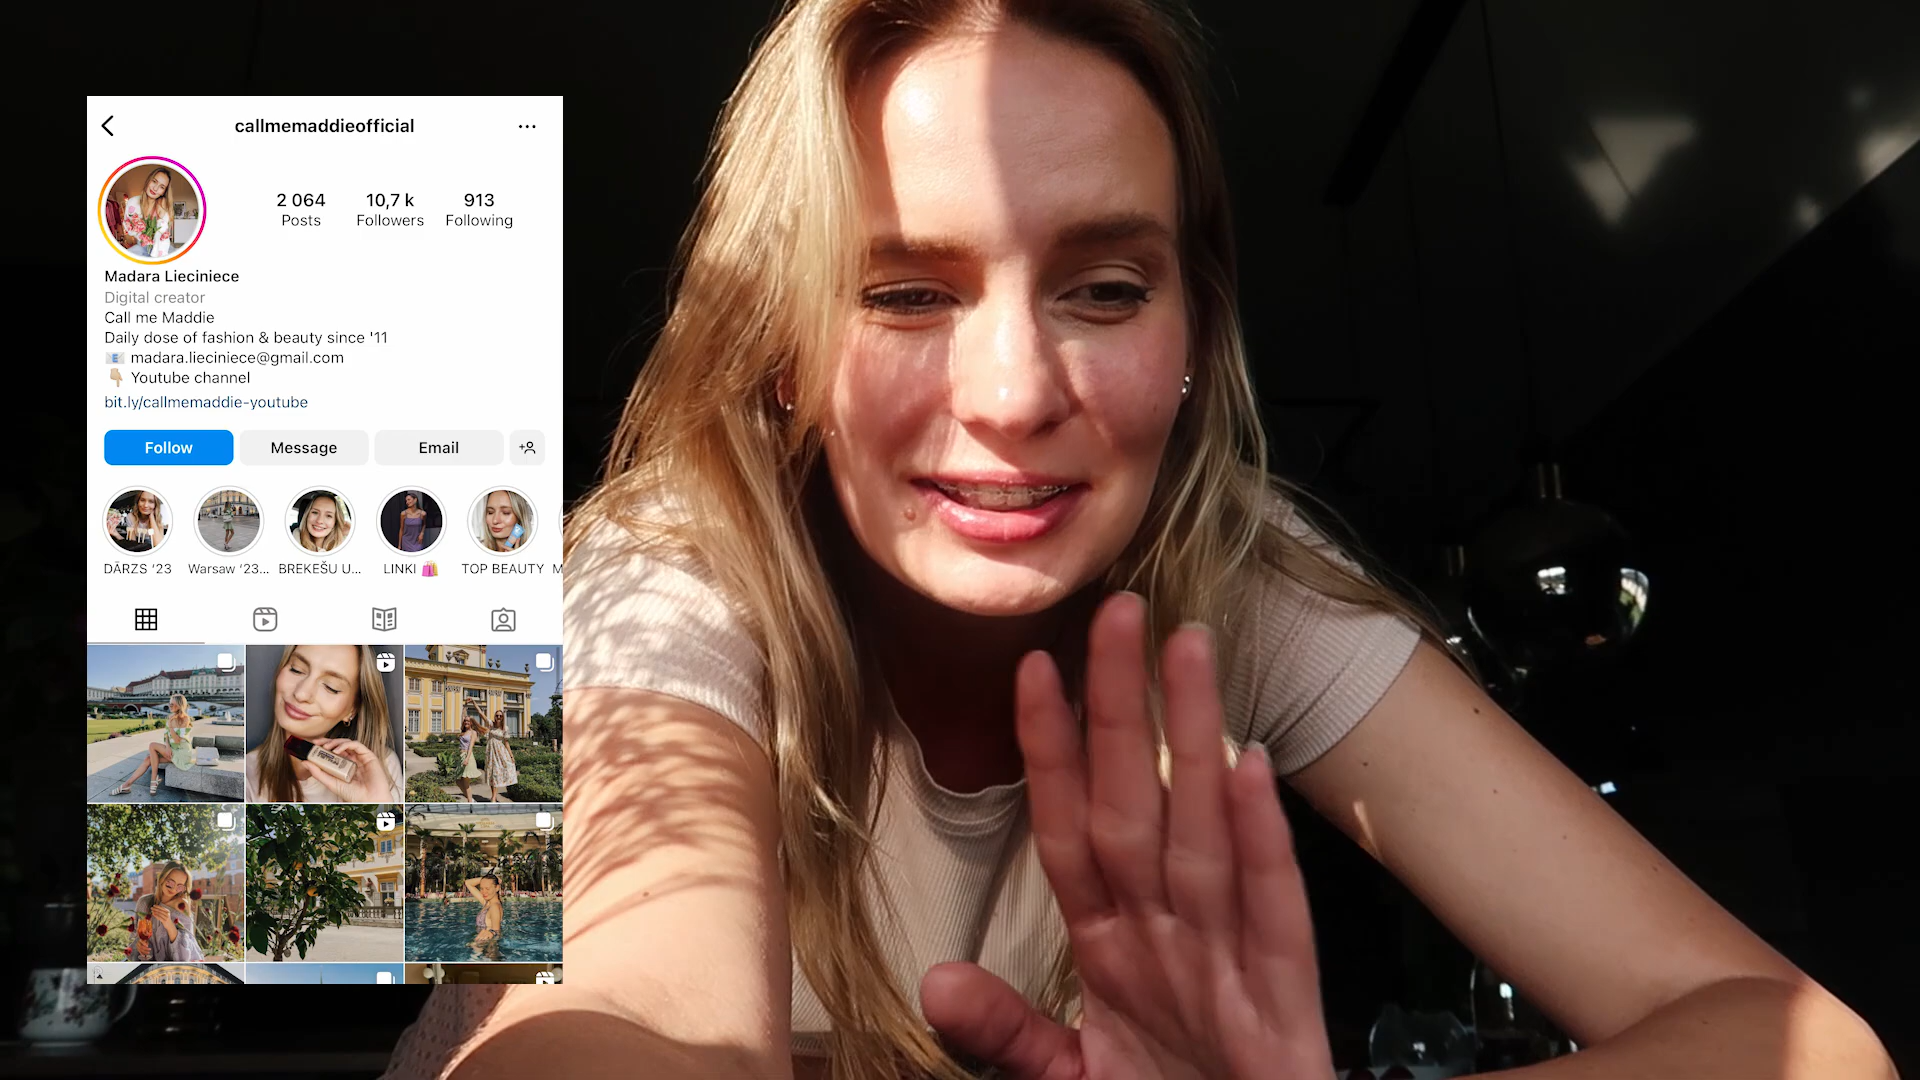 callmemaddieofficial
2 064 10,7 k 913
Posts Followers Following
Madara Lieciniece
Digital creator
Call me Maddie
Daily dose of fashion & beauty since '11
madara.lieciniece@gmail.com
Youtube channel
bit.ly/callmemaddie-youtube
Follow Message Email
DĀRZS ‘23 Warsaw ‘23... BREKEŠU U... LINKI TOP BEAUTY M